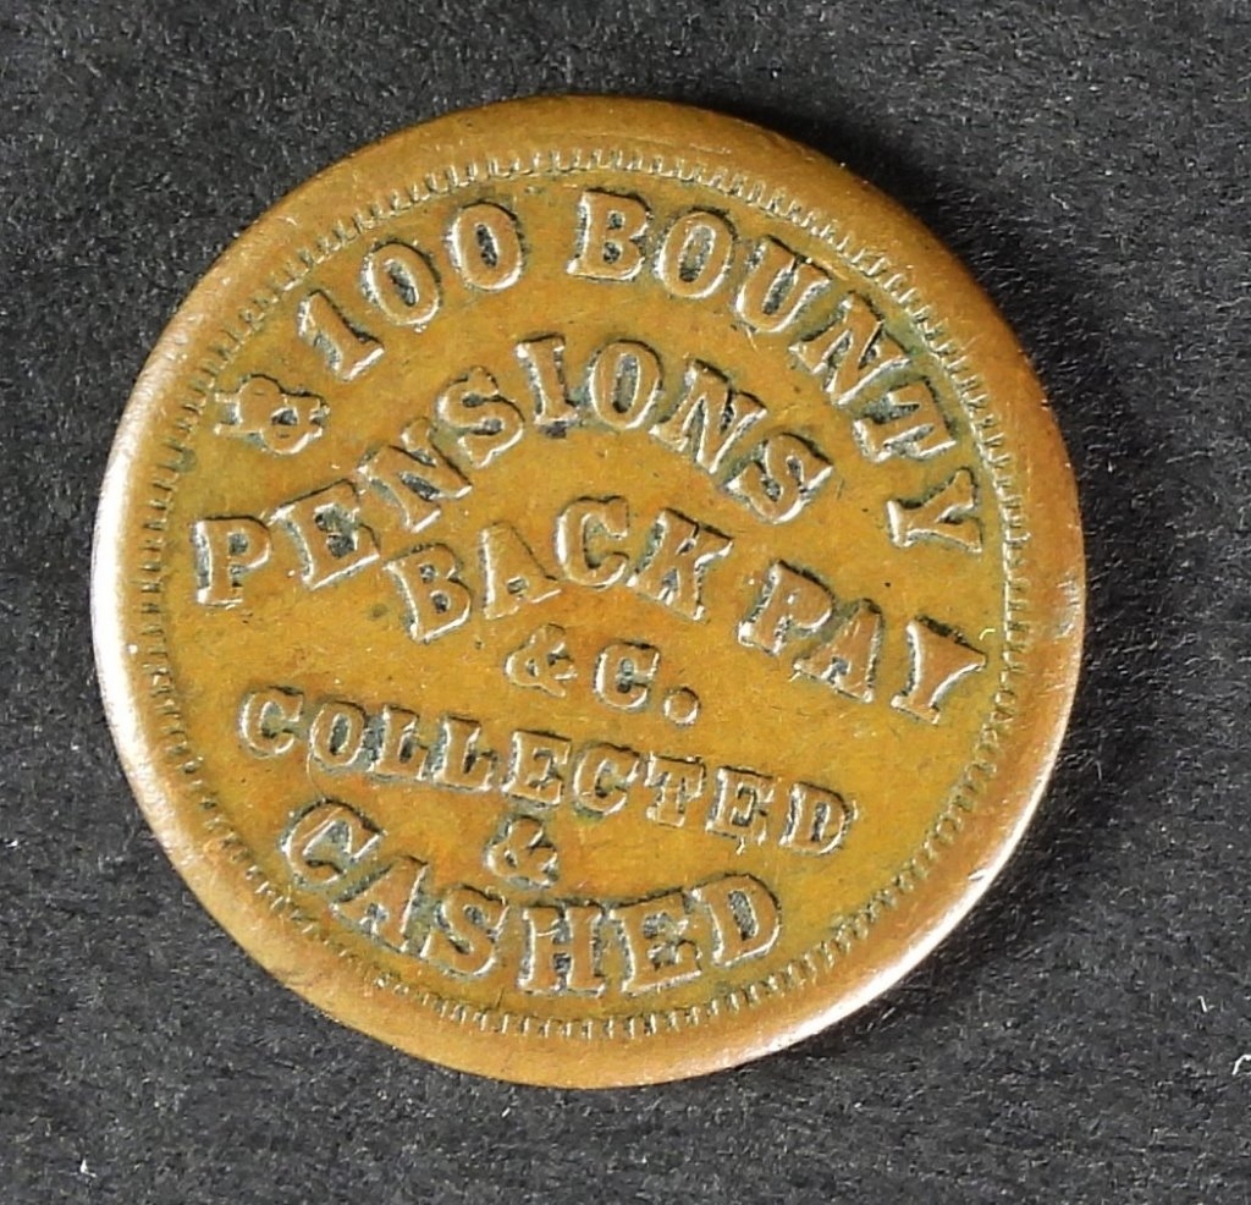 & 100 BOUNTY
PENSIONS
BACK PAY
&C.
COLLECTED
&
CASHED